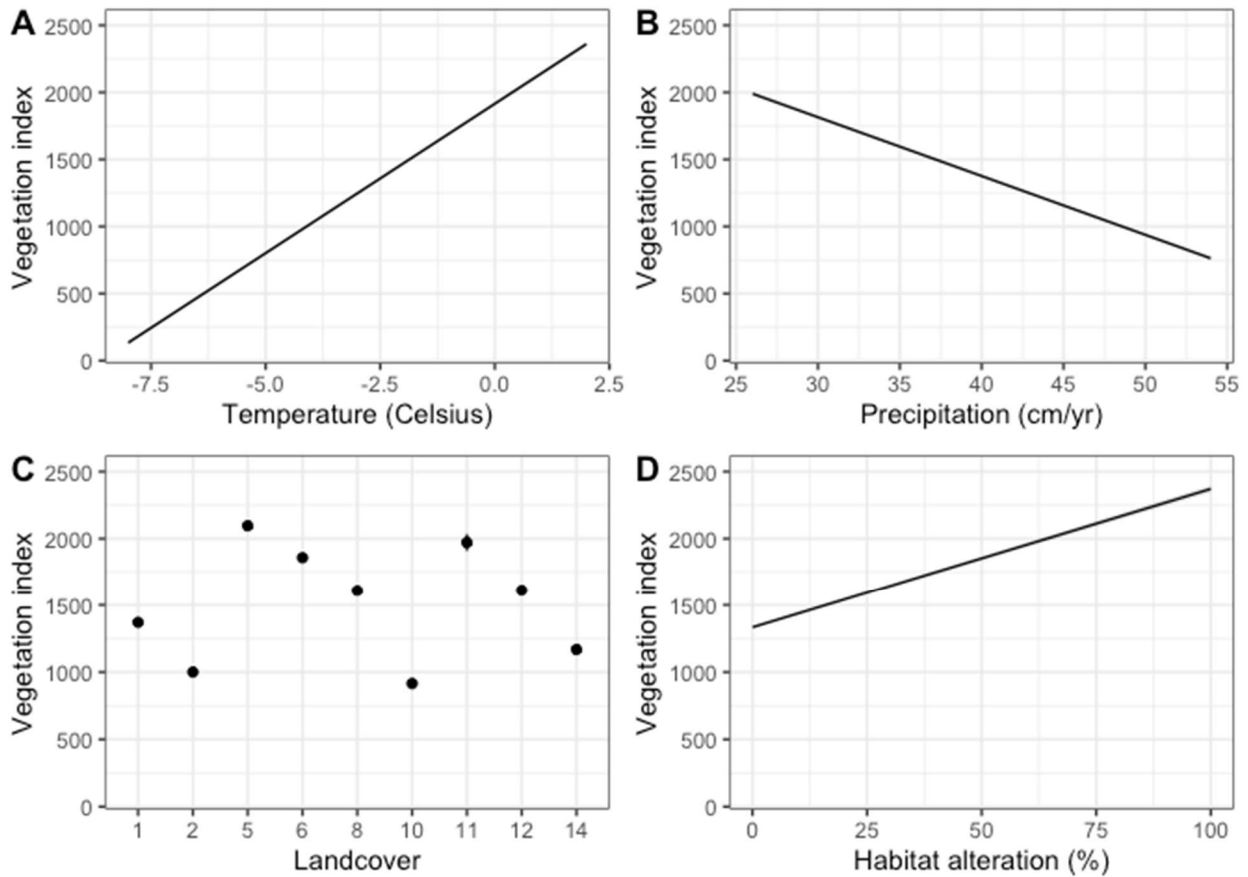 A
Vegetation index
2500
2000
1500
1000
500
0
-7.5 -5.0 -2.5 0.0 2.5
Temperature (Celsius)
B
Vegetation index
2500
2000
1500
1000
500
0
25 30 35 40 45 50 55
Precipitation (cm/yr)
C
Vegetation index
2500
2000
1500
1000
500
0
1 2 5 6 8 10 11 12 14
Landcover
D
Vegetation index
2500
2000
1500
1000
500
0
0 25 50 75 100
Habitat alteration (%)